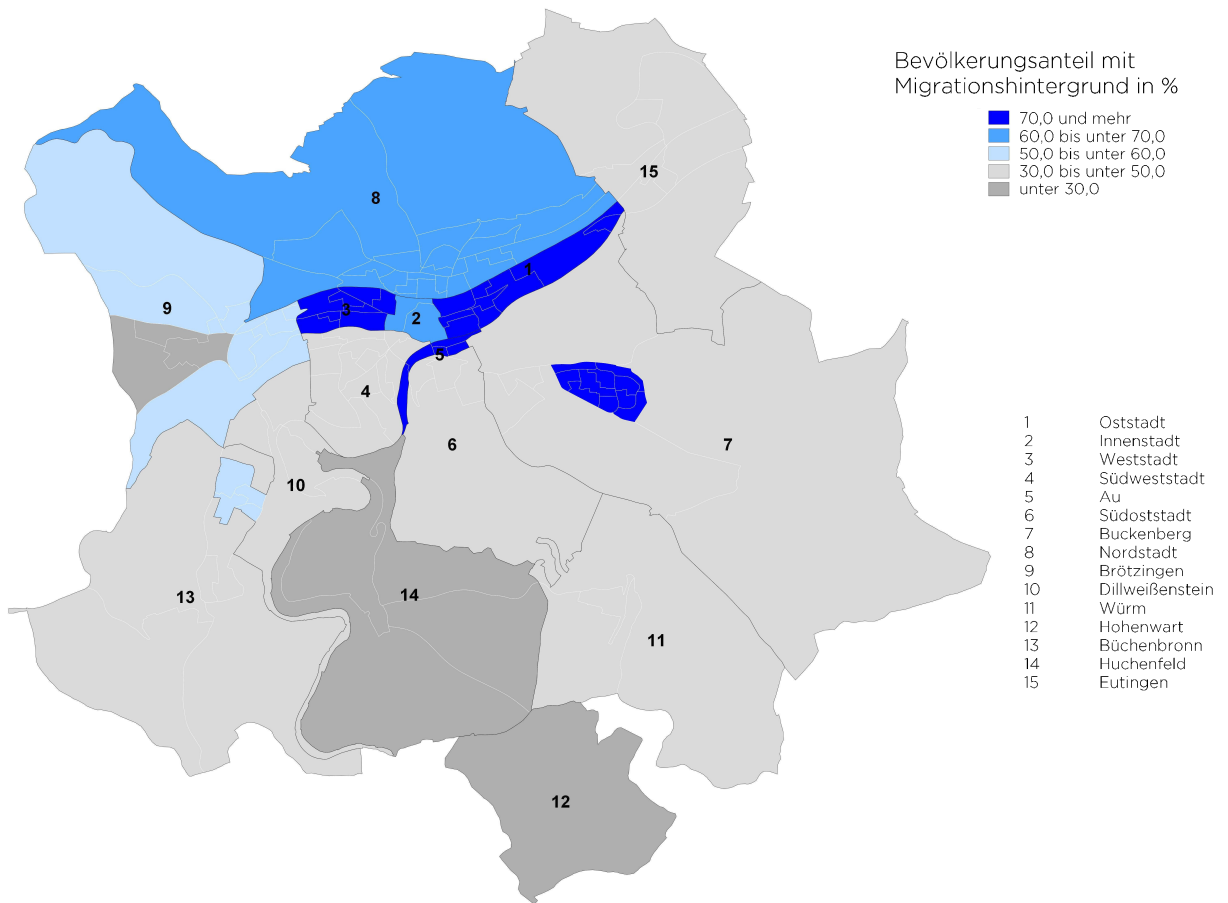 Bevölkerungsanteil mit
Migrationshintergrund in %
70,0 und mehr
60,0 bis unter 70,0
50,0 bis unter 60,0
30,0 bis unter 50,0
unter 30,0
15
8
1
9
3
2
5
4
6
7
10
13
14
11
12
1 Oststadt
2 Innenstadt
3 Weststadt
4 Südweststadt
5 Au
6 Südoststadt
7 Buckenberg
8 Nordstadt
9 Brötzingen
10 Dillweißenstein
11 Würm
12 Hohenwart
13 Büchenbronn
14 Huchenfeld
15 Eutingen